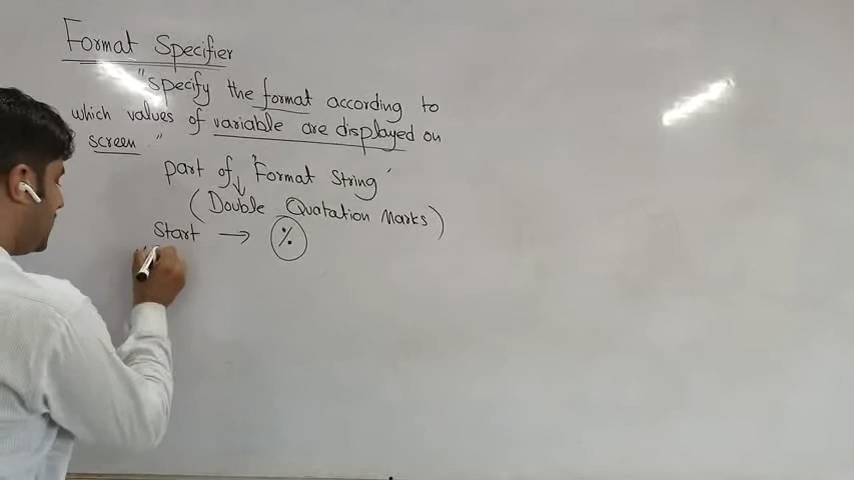 Format Specifier
"specify the format according to
which values of variable are displayed on
screen."
part of 'Format String'
(Double Quatation Marks)
Start → %